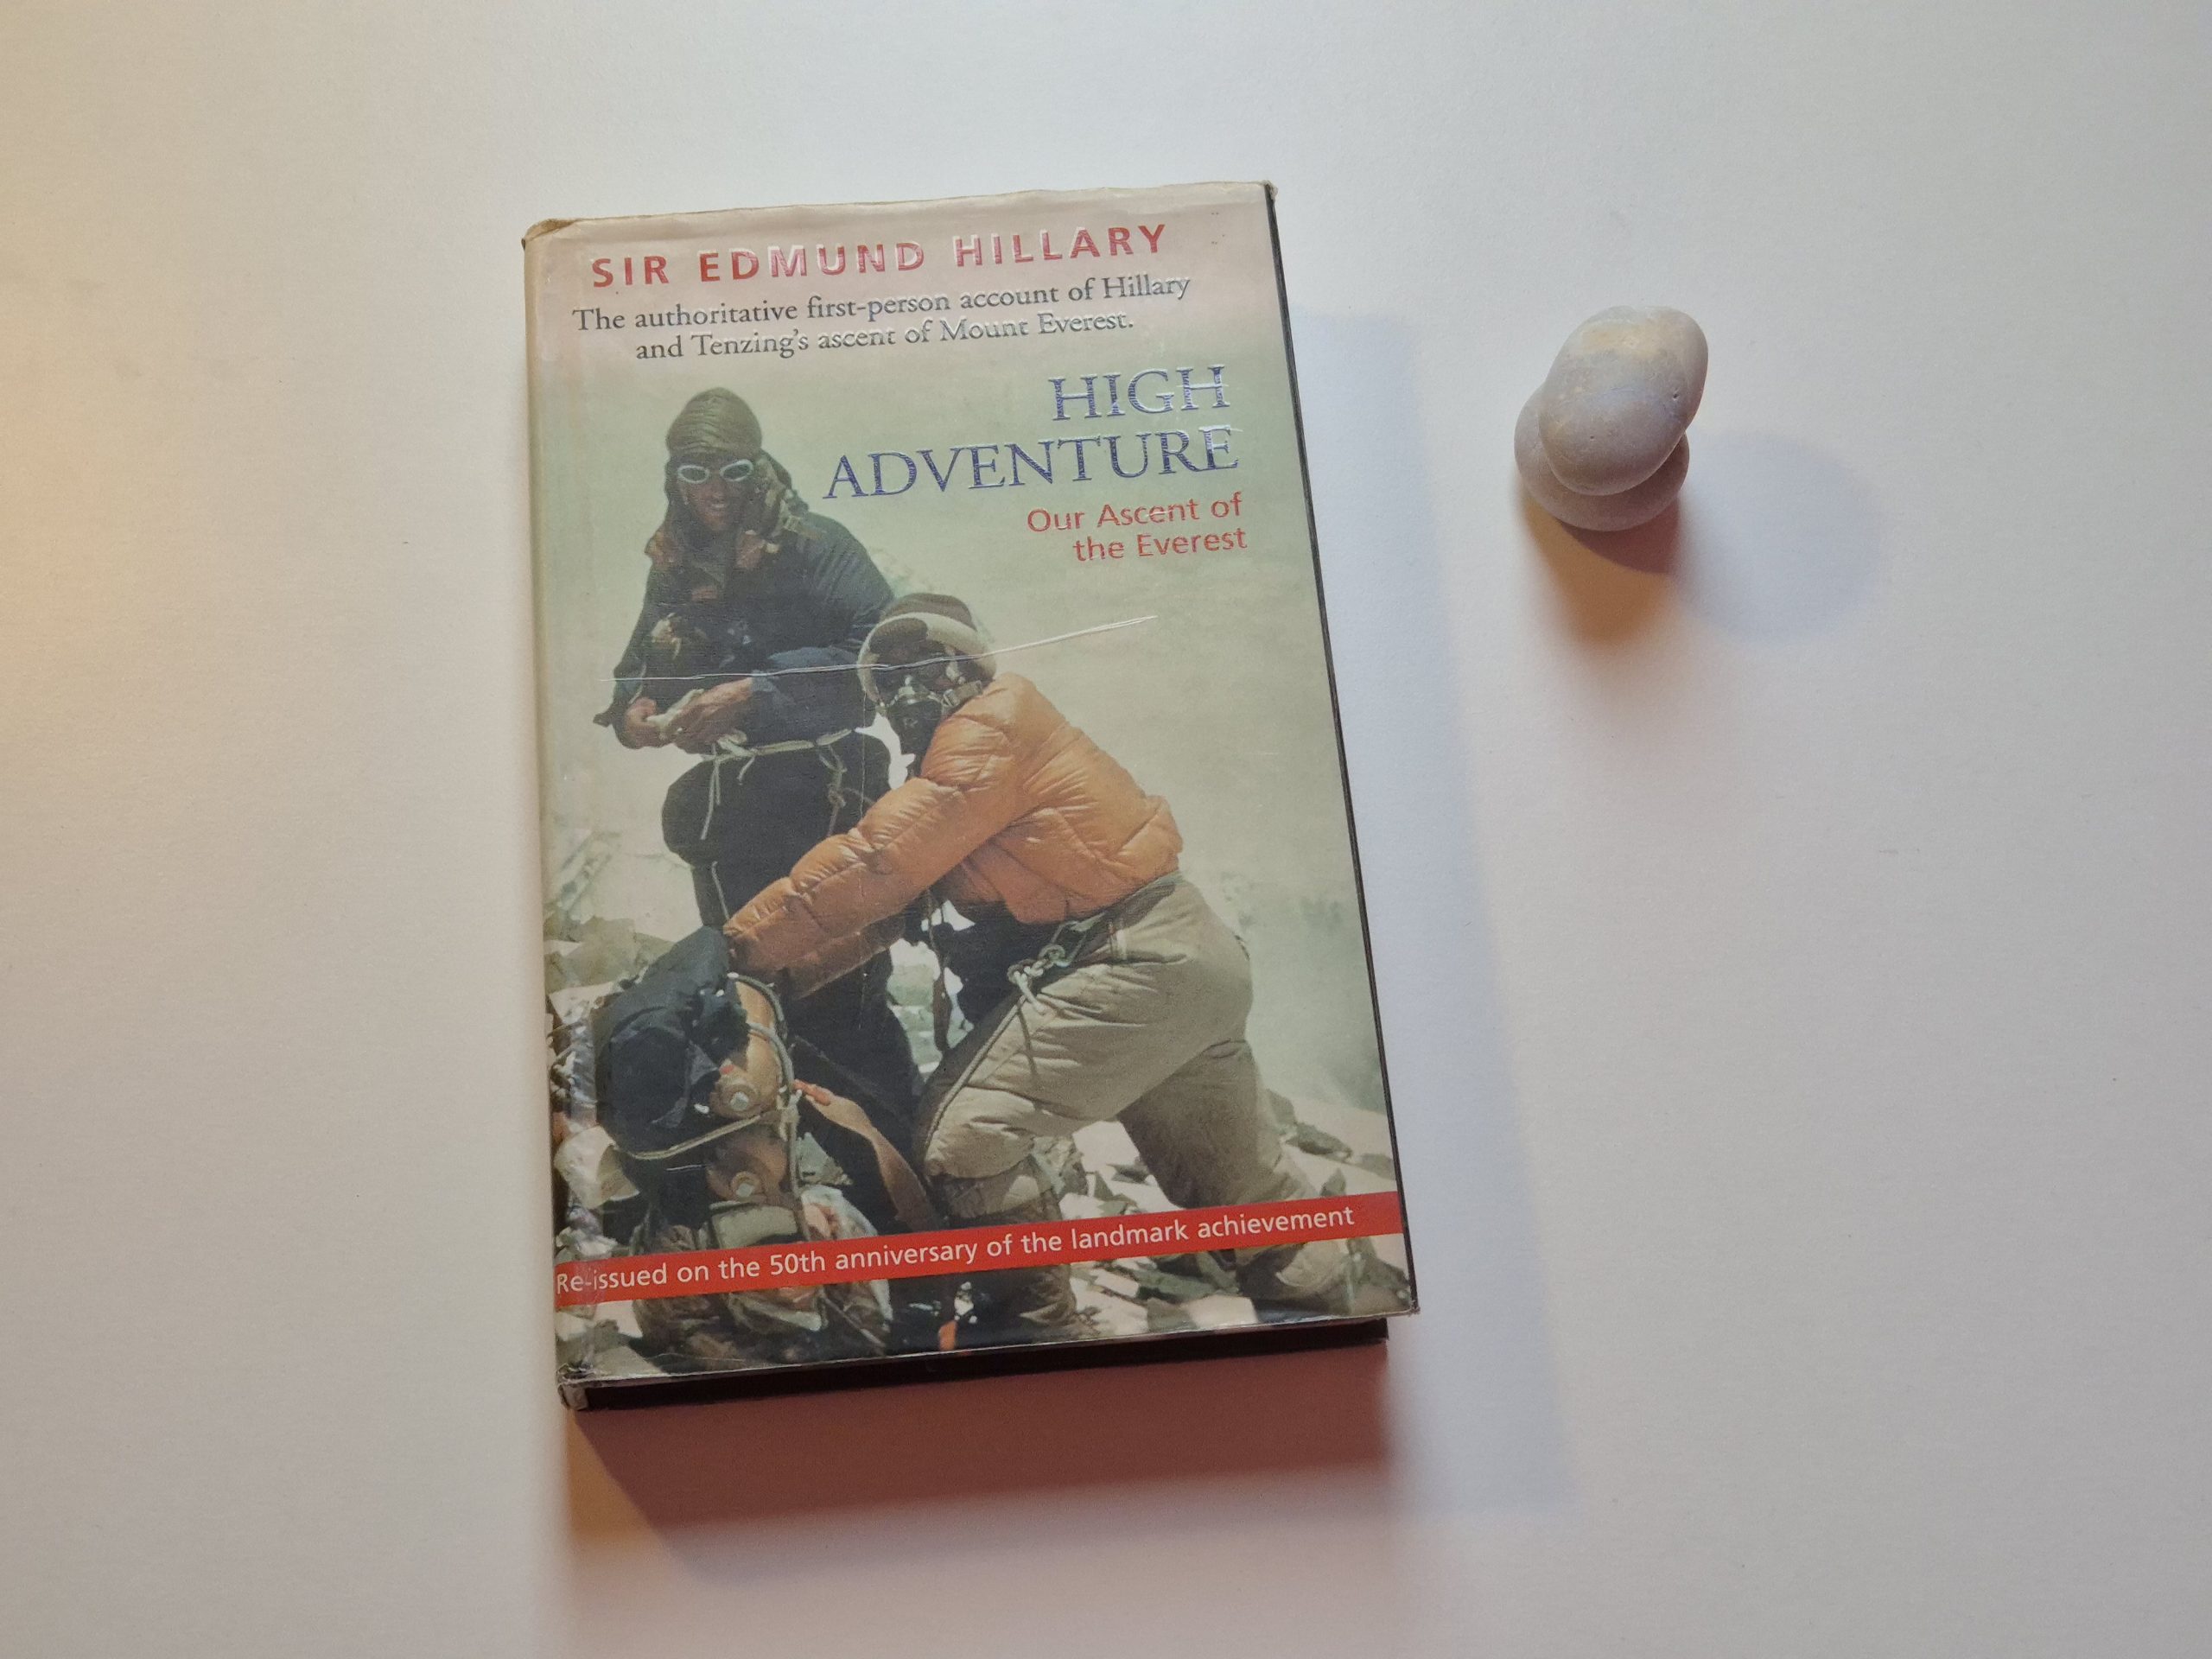 SIR EDMUND HILLARY
The authoritative first-person account of Hillary
and Tenzing's ascent of Mount Everest.
HIGH
ADVENTURE
Our Ascent of
the Everest
Re-issued on the 50th anniversary of the landmark achievement